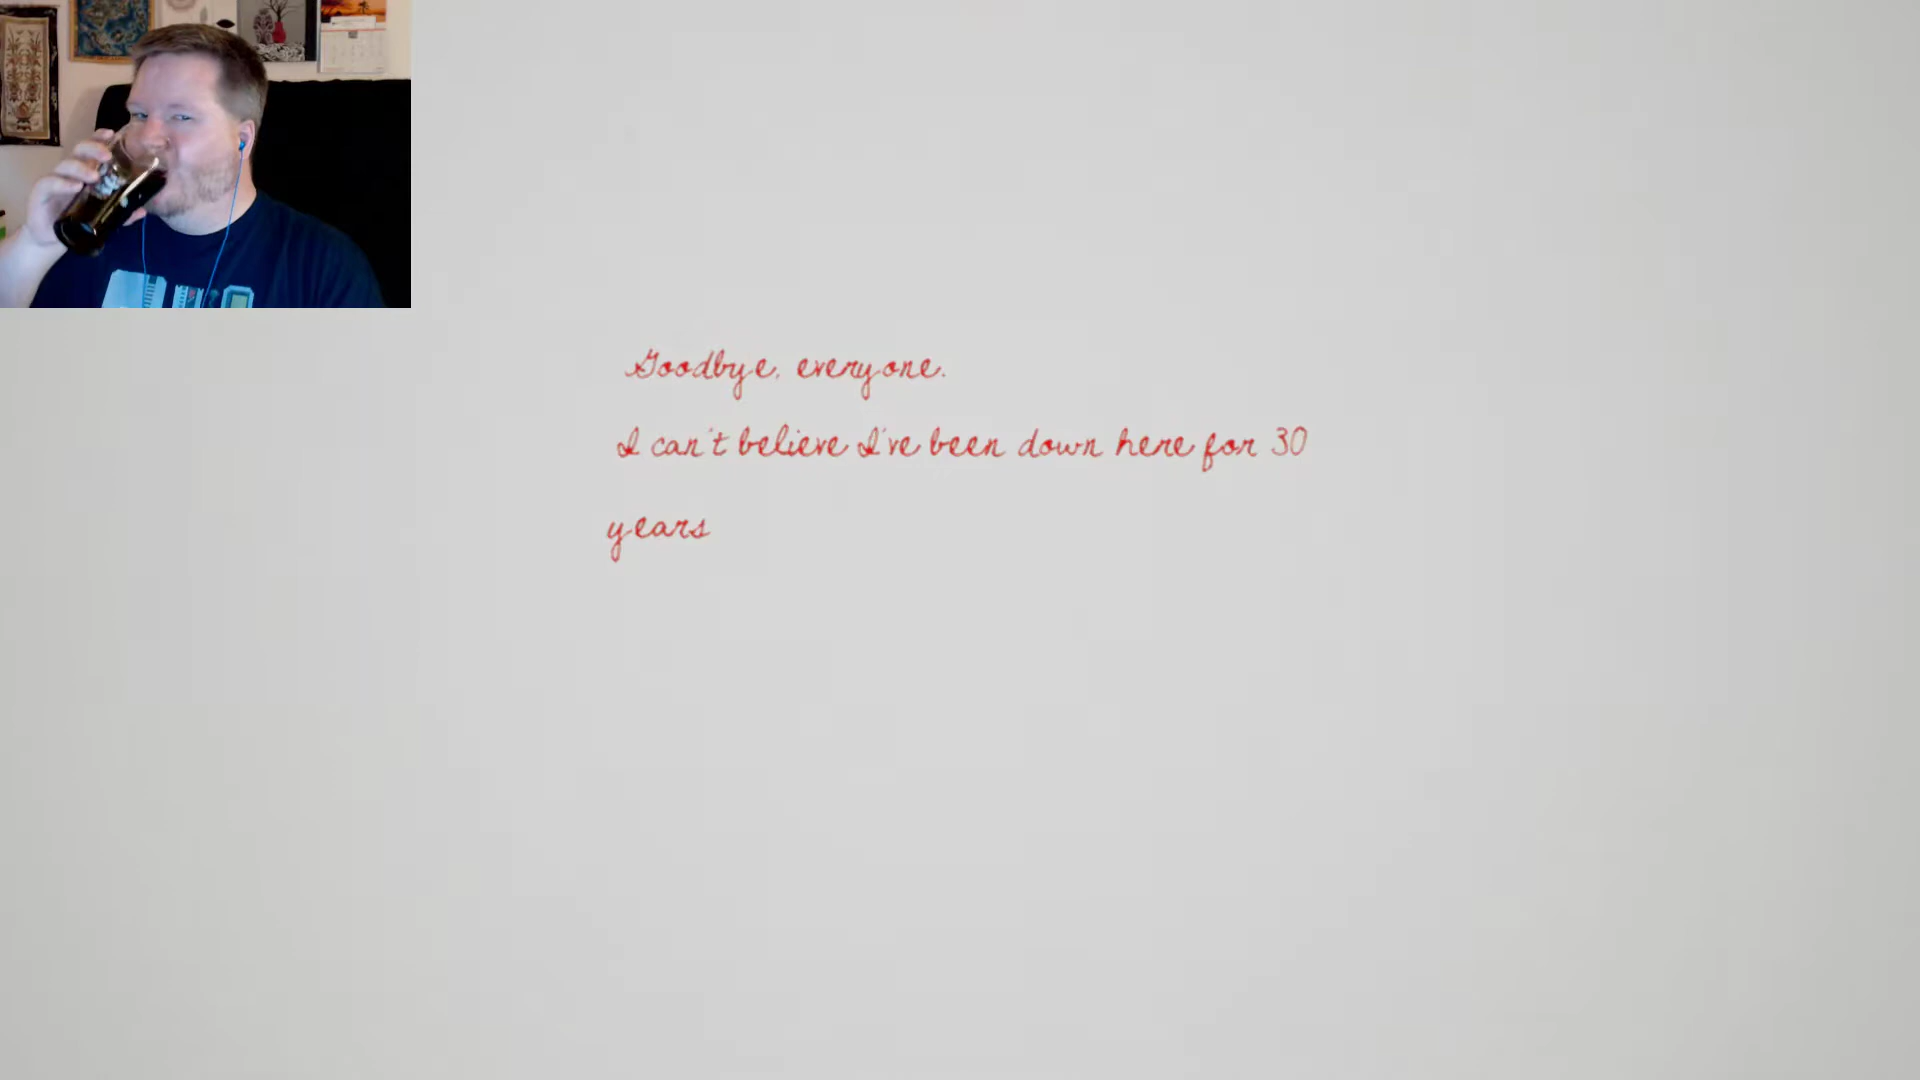 Goodbye, everyone.
I can't believe I've been down here for 30
years